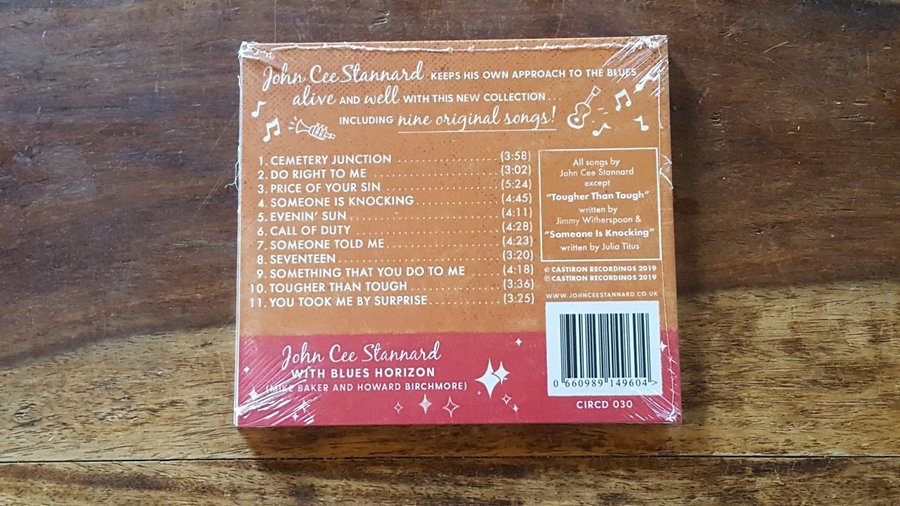 John Cee Stannard KEEPS HIS OWN APPROACH TO THE BLUES
alive AND well WITH THIS NEW COLLECTION...
INCLUDING nine original songs!
1. CEMETERY JUNCTION (3:58)
2. DO RIGHT TO ME (3:02)
3. PRICE OF YOUR SIN (5:24)
4. SOMEONE IS KNOCKING (4:45)
5. EVENIN' SUN (4:11)
6. CALL OF DUTY (4:28)
7. SOMEONE TOLD ME (4:23)
8. SEVENTEEN (3:20)
9. SOMETHING THAT YOU DO TO ME (4:18)
10. TOUGHER THAN TOUGH (3:36)
11. YOU TOOK ME BY SURPRISE (3:25)
All songs by
John Cee Stannard
except
"Tougher Than Tough"
written by
Jimmy Witherspoon &
"Someone Is Knocking"
written by Julia Titus
© CASTIRON RECORDINGS 2019
℗ CASTIRON RECORDINGS 2019
WWW.JOHNCEESTANNARD.CO.UK
John Cee Stannard
WITH BLUES HORIZON
(MIKE BAKER AND HOWARD BIRCHMORE)
0 660989 149604 >
CIRCD 030